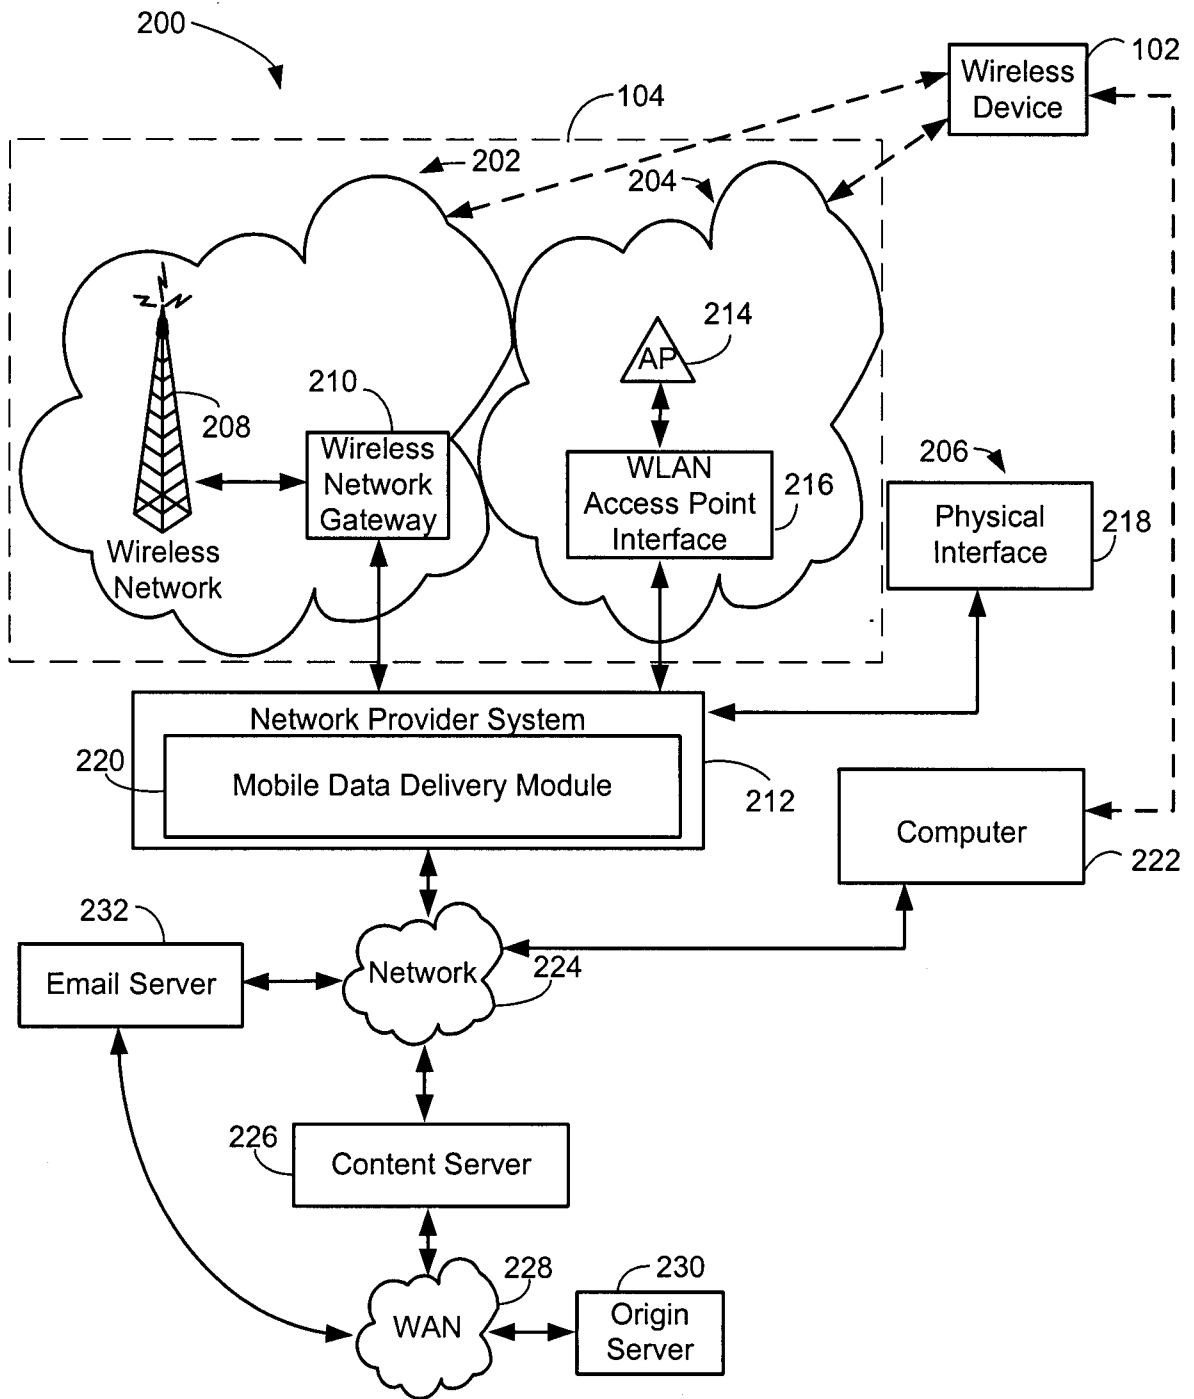 200
102
Wireless
Device
104
202
204
214
AP
210
208
Wireless
Network
Gateway
WLAN
Access Point
Interface
216
206
Physical
Interface
218
Wireless
Network
Network Provider System
220
Mobile Data Delivery Module
212
Computer
222
232
Email Server
Network
224
226
Content Server
228
WAN
230
Origin
Server